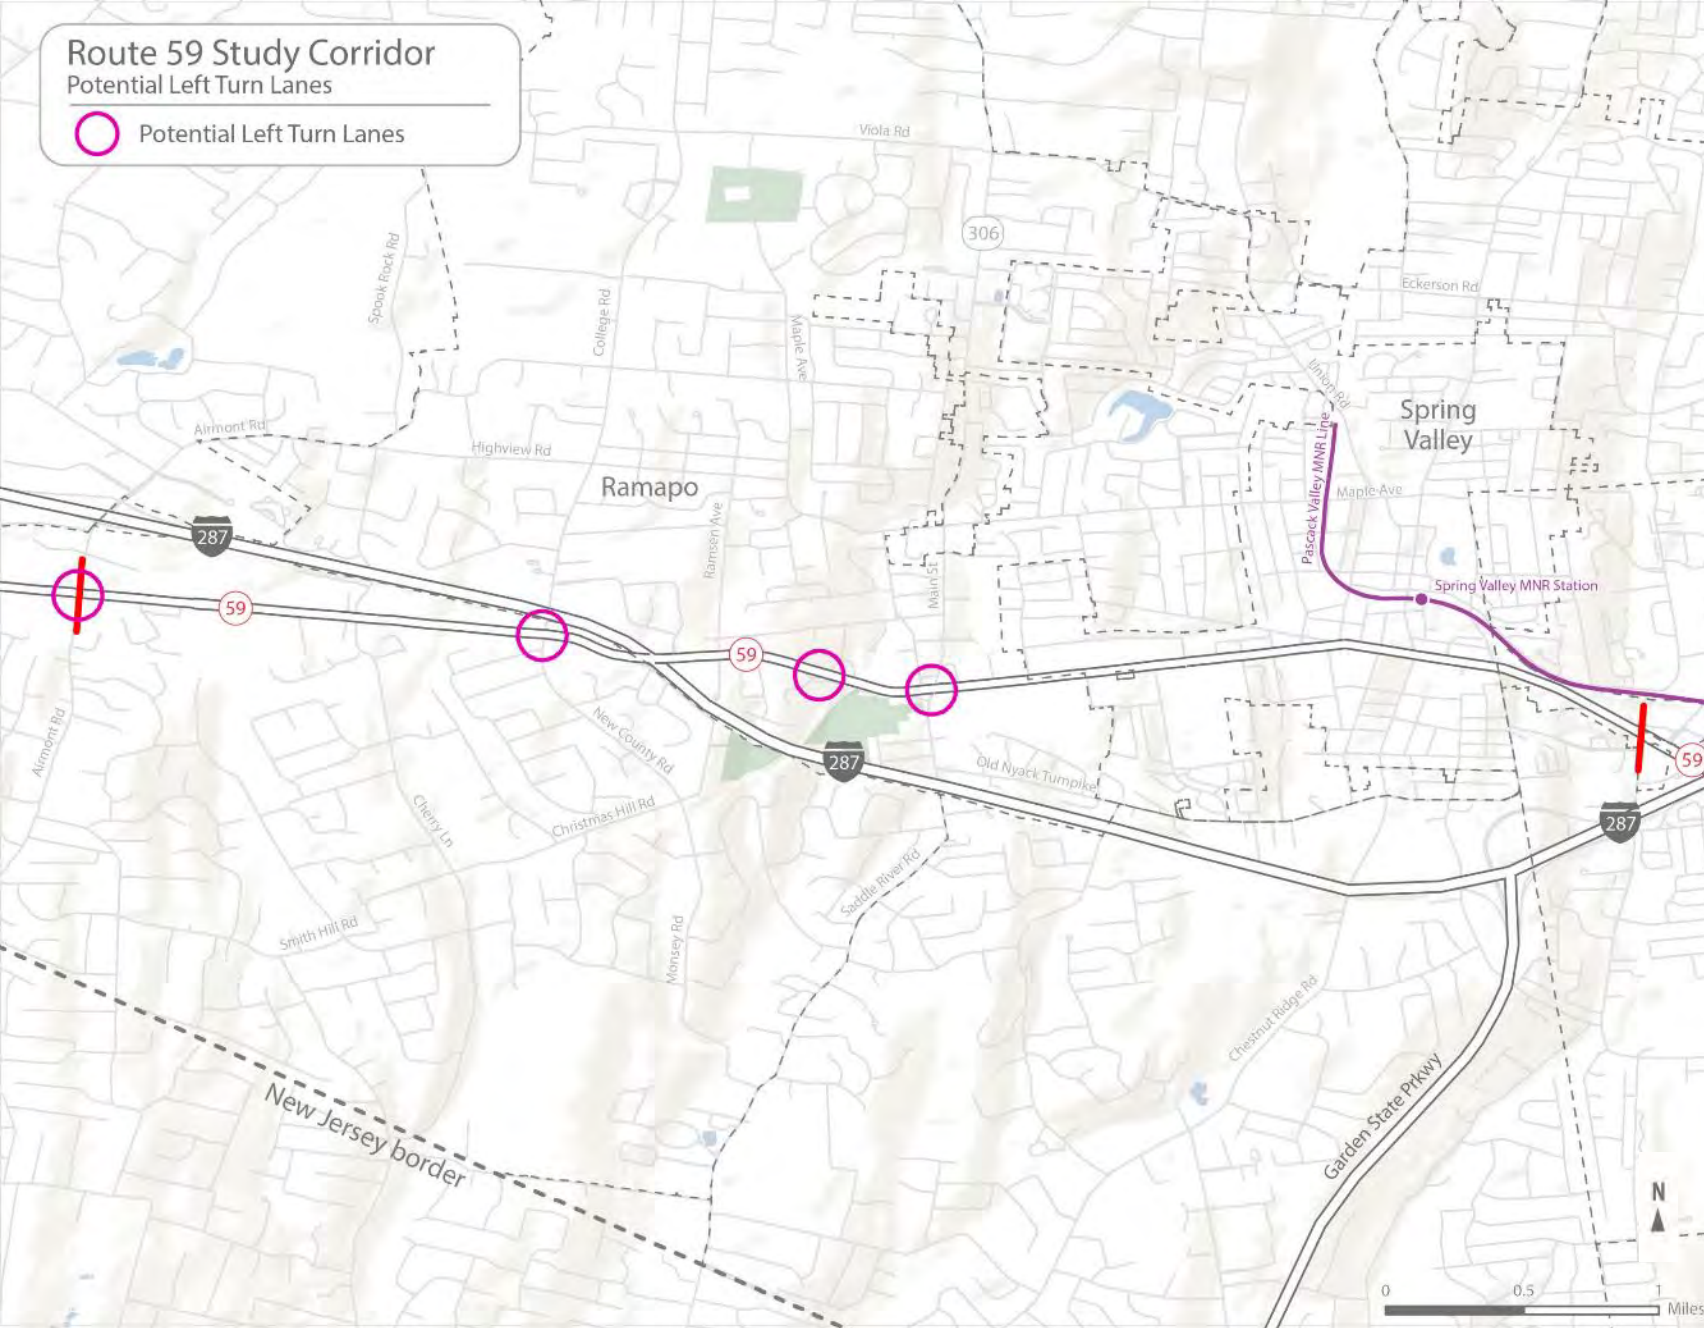 Route 59 Study Corridor
Potential Left Turn Lanes
Potential Left Turn Lanes
Viola Rd
306
Spook Rock Rd
College Rd
Maple Ave
Eckerson Rd
Union Rd
Spring
Valley
Airmont Rd
Highview Rd
Ramapo
Pascack Valley MNR Line
Maple Ave
Ramsen Ave
287
Main St
Spring Valley MNR Station
59
59
Airmont Rd
New County Rd
287
Old Nyack Turnpike
59
287
Cherry Ln
Christmas Hill Rd
Saddle River Rd
Smith Hill Rd
Monsey Rd
Chestnut Ridge Rd
Garden State Prkwy
New Jersey border
N
0 0.5 1
Miles